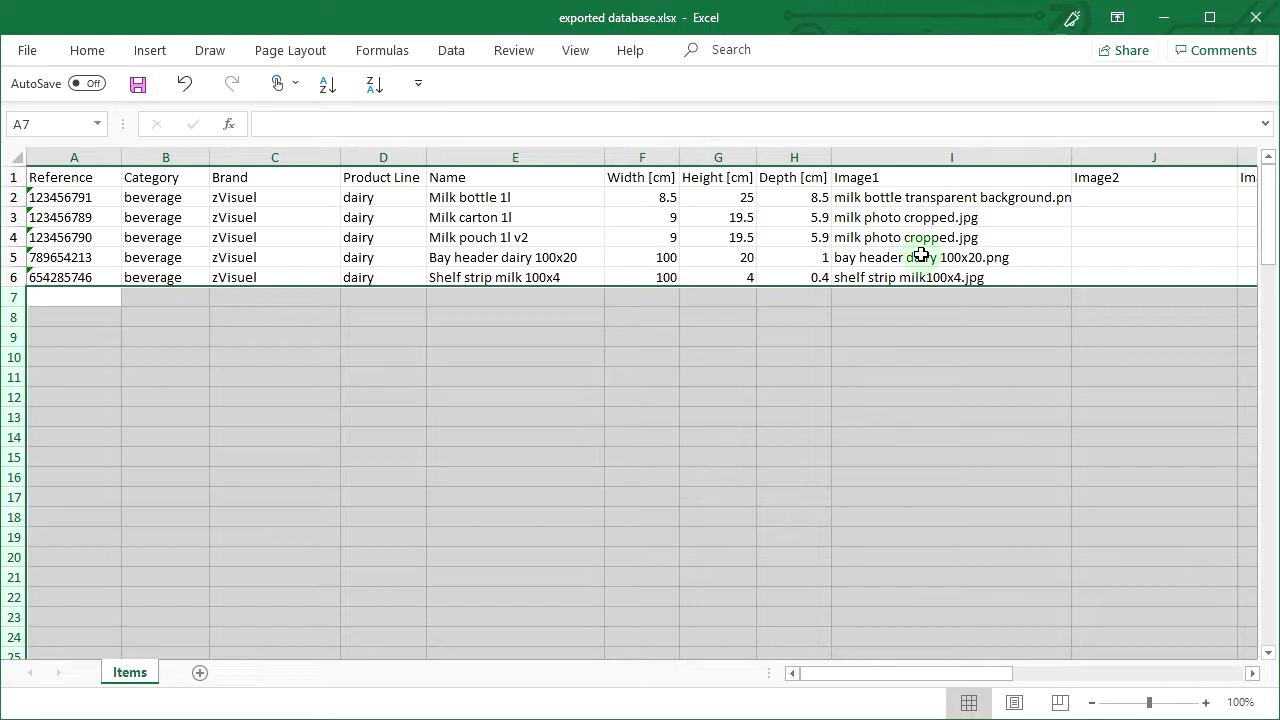 exported database.xlsx - Excel
File Home Insert Draw Page Layout Formulas Data Review View Help Search Share Comments
AutoSave Off
A7 fx
A B C D E F G H I J
1 Reference Category Brand Product Line Name Width [cm] Height [cm] Depth [cm] Image1 Image2 Im
2 123456791 beverage zVisuel dairy Milk bottle 1l 8.5 25 8.5 milk bottle transparent background.pn
3 123456789 beverage zVisuel dairy Milk carton 1l 9 19.5 5.9 milk photo cropped.jpg
4 123456790 beverage zVisuel dairy Milk pouch 1l v2 9 19.5 5.9 milk photo cropped.jpg
5 789654213 beverage zVisuel dairy Bay header dairy 100x20 100 20 1 bay header dairy 100x20.png
6 654285746 beverage zVisuel dairy Shelf strip milk 100x4 100 4 0.4 shelf strip milk100x4.jpg
7
8
9
10
11
12
13
14
15
16
17
18
19
20
21
22
23
24
25
Items
100%